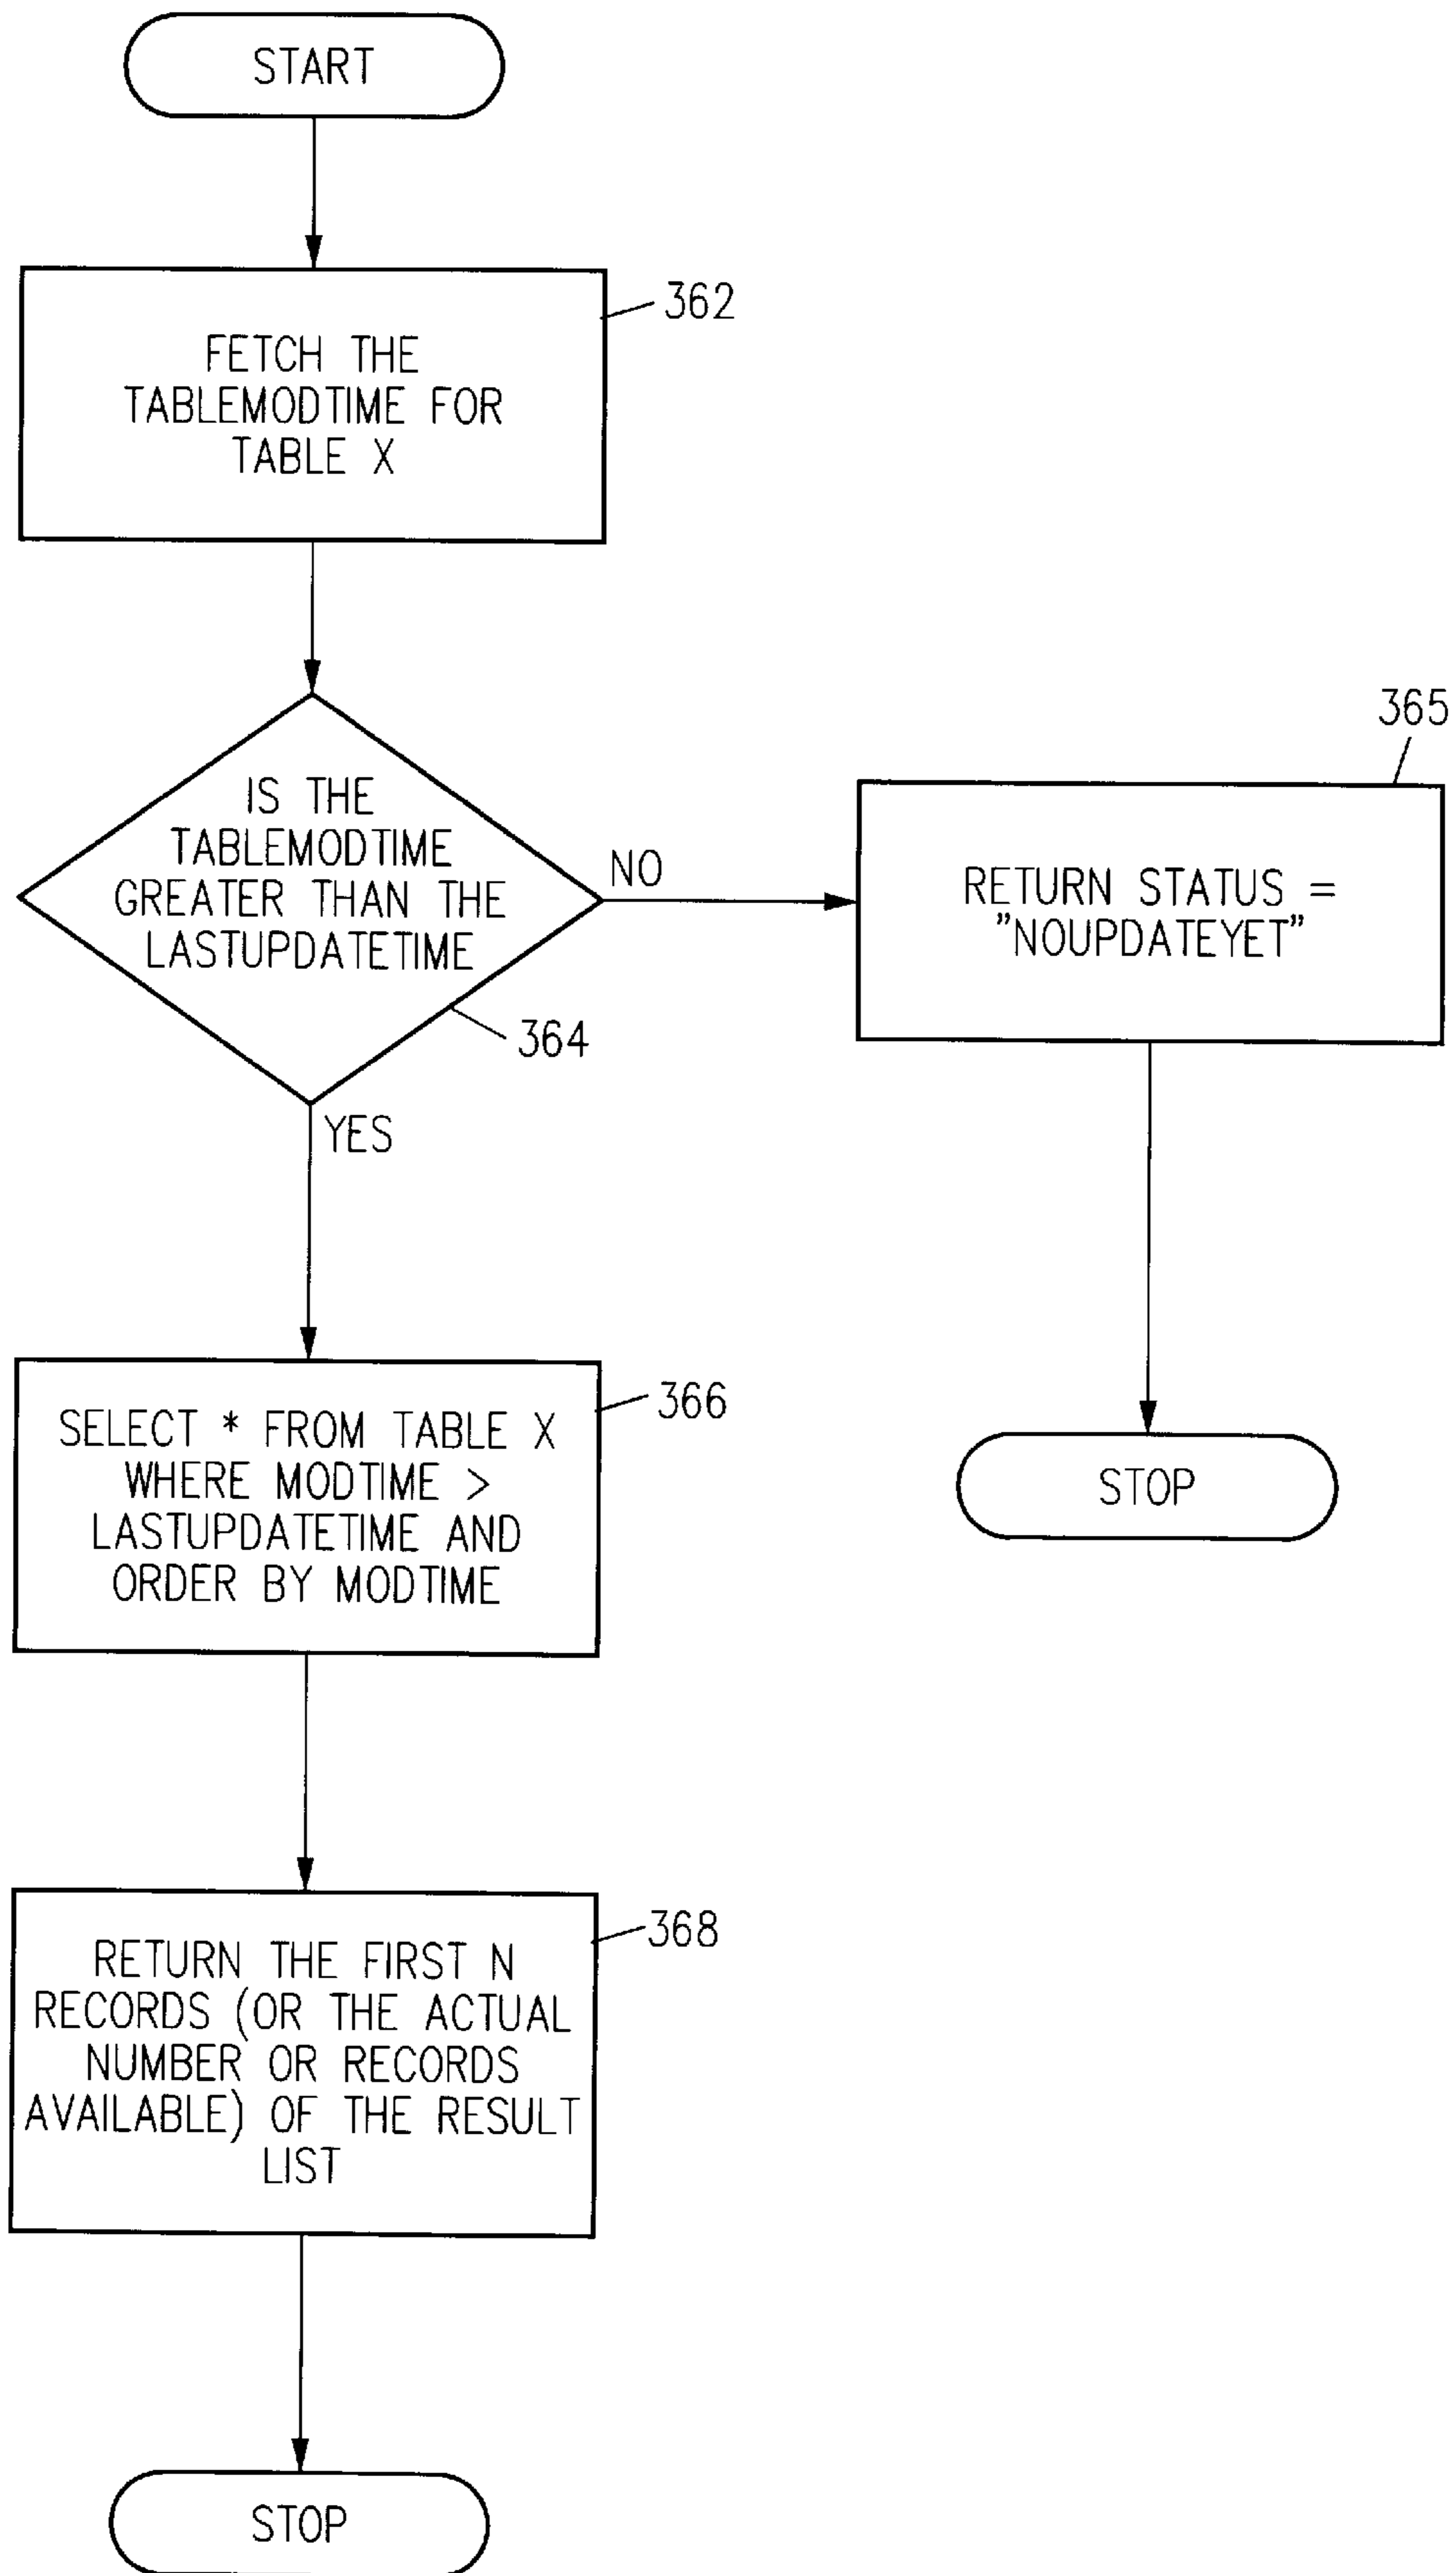 START
362
FETCH THE
TABLEMODTIME FOR
TABLE X
365
IS THE
TABLEMODTIME
GREATER THAN THE
LASTUPDATETIME
NO
RETURN STATUS =
"NOUPDATEYET"
364
YES
366
SELECT * FROM TABLE X
WHERE MODTIME >
LASTUPDATETIME AND
ORDER BY MODTIME
STOP
368
RETURN THE FIRST N
RECORDS (OR THE ACTUAL
NUMBER OR RECORDS
AVAILABLE) OF THE RESULT
LIST
STOP